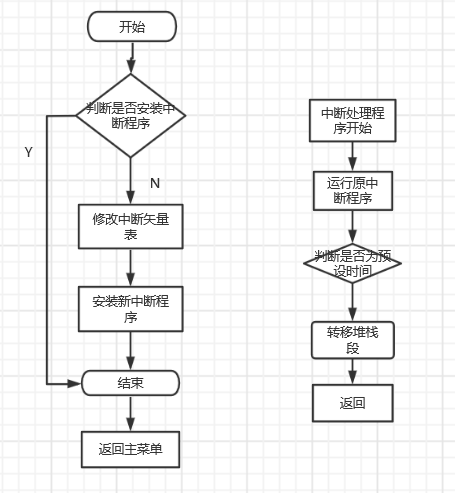 开始
判断是否安装中
断程序
Y
N
修改中断矢量
表
安装新中断程
序
结束
返回主菜单
中断处理程
序开始
运行原中
断程序
判断是否为预
设时间
转移堆栈
段
返回